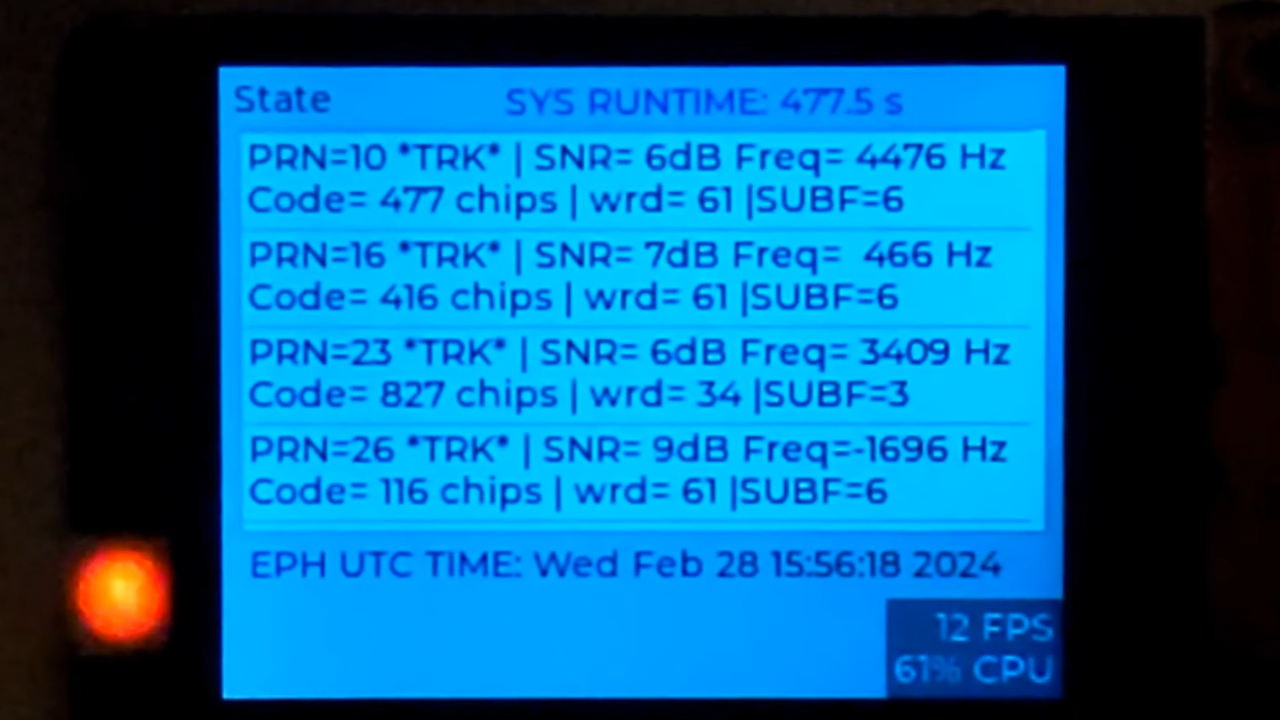 State
SYS RUNTIME: 477.5 s
PRN=10 *TRK* | SNR= 6dB Freq= 4476 Hz
Code= 477 chips | wrd= 61 |SUBF=6
PRN=16 *TRK* | SNR= 7dB Freq=  466 Hz
Code= 416 chips | wrd= 61 |SUBF=6
PRN=23 *TRK* | SNR= 6dB Freq= 3409 Hz
Code= 827 chips | wrd= 34 |SUBF=3
PRN=26 *TRK* | SNR= 9dB Freq=-1696 Hz
Code= 116 chips | wrd= 61 |SUBF=6
EPH UTC TIME: Wed Feb 28 15:56:18 2024
12 FPS
61% CPU